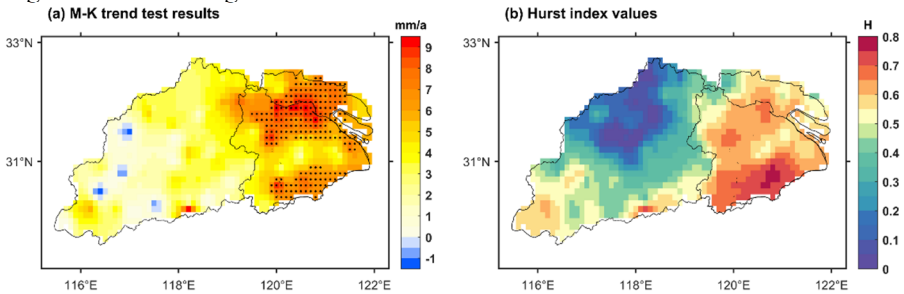 (a) M-K trend test results
(b) Hurst index values
mm/a
H
33°N
31°N
116°E
118°E
120°E
122°E
9
8
7
6
5
4
3
2
1
0
-1
33°N
31°N
116°E
118°E
120°E
122°E
0.8
0.7
0.6
0.5
0.4
0.3
0.2
0.1
0